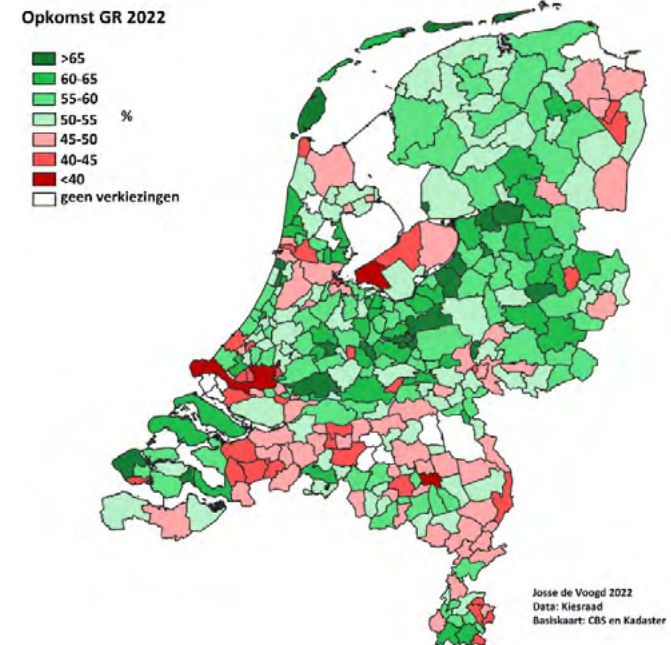 Opkomst GR 2022
>65
60-65
55-60
50-55
%
45-50
40-45
<40
geen verkiezingen
Josse de Voogd 2022
Data: Kiesraad
Basiskaart: CBS en Kadaster